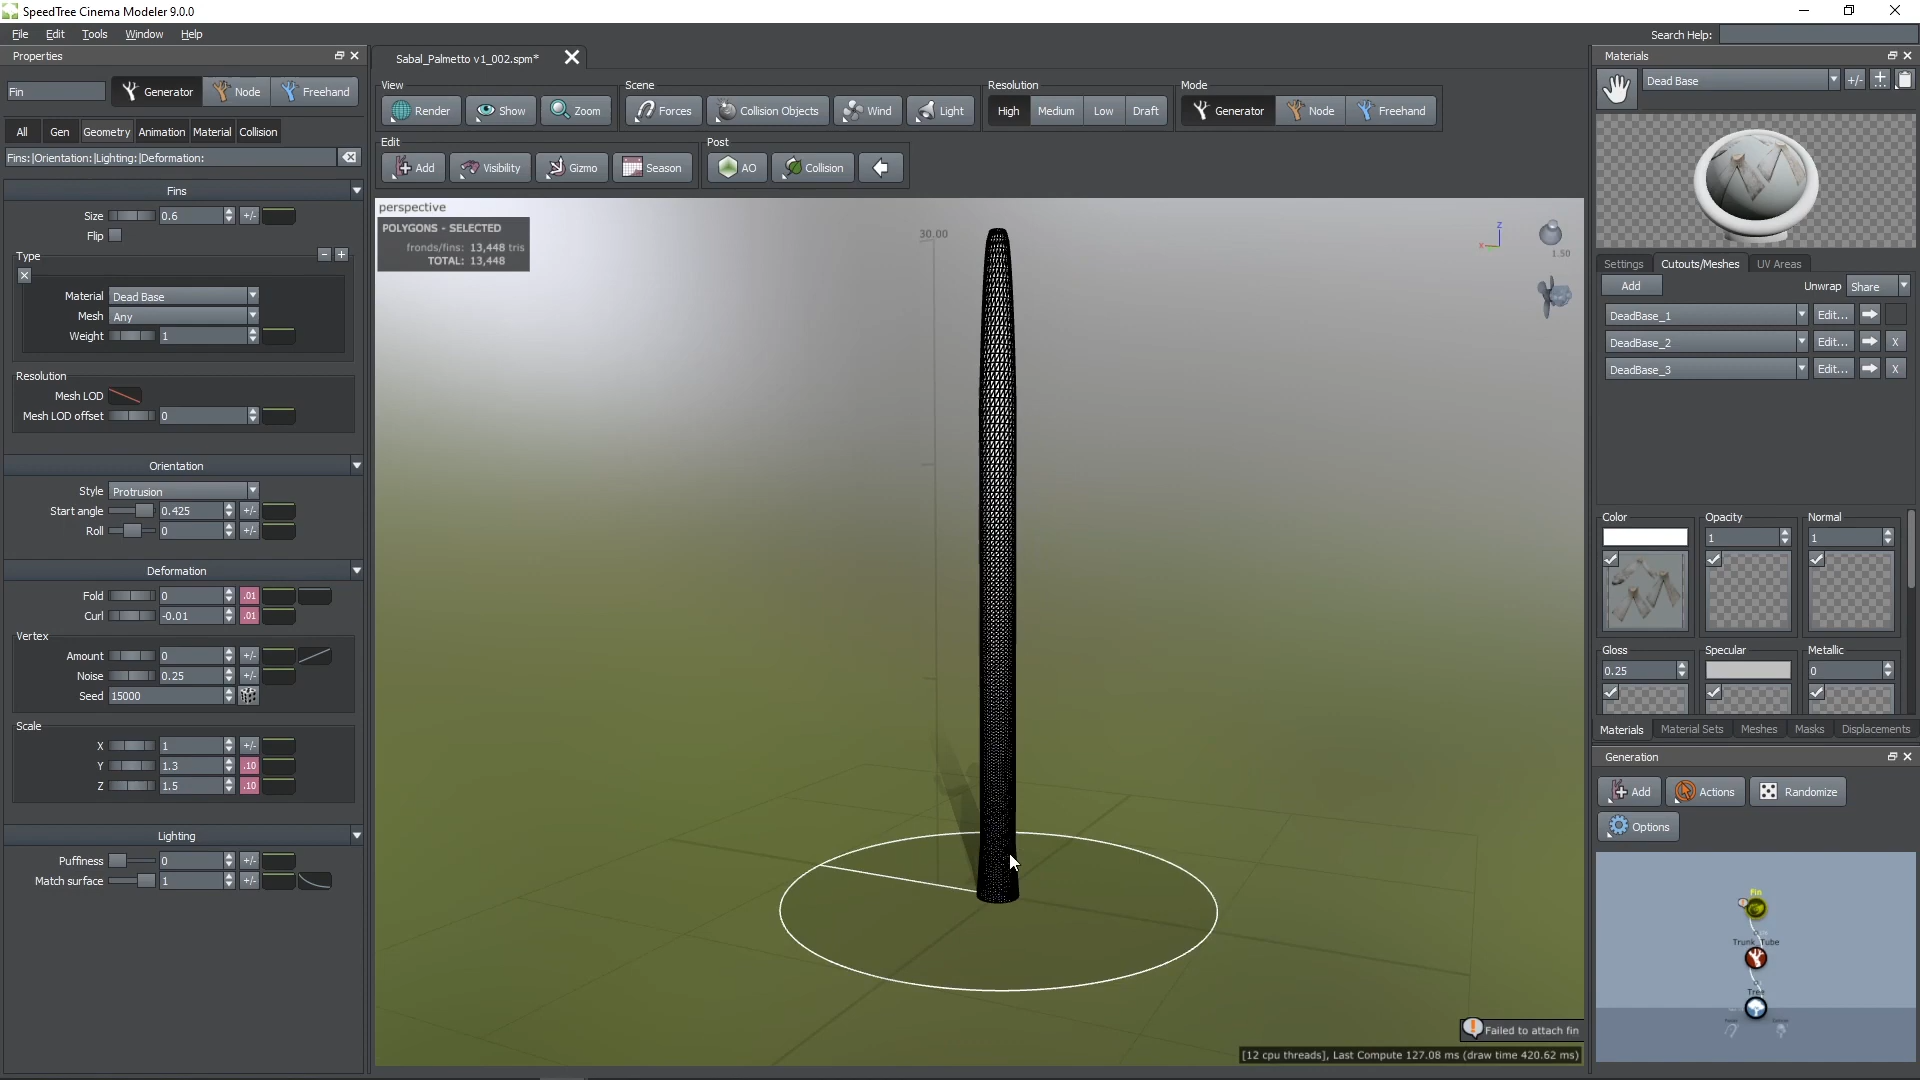 SpeedTree Cinema Modeler 9.0.0
File Edit Tools Window Help
Search Help:
Properties
Sabal_Palmetto v1_002.spm*
Materials
Fin Generator Node Freehand
View Scene Resolution Mode
Render Show Zoom Forces Collision Objects Wind Light High Medium Low Draft Generator Node Freehand
Dead Base +/-
All Gen Geometry Animation Material Collision
Fins:|Orientation:|Lighting:|Deformation:
Edit Post
Add Visibility Gizmo Season AO Collision
Fins
Size 0.6 +/-
Flip
Type - +
Material Dead Base
Mesh Any
Weight 1
Resolution
Mesh LOD
Mesh LOD offset 0
Orientation
Style Protrusion
Start angle 0.425 +/-
Roll 0 +/-
Deformation
Fold 0 .01
Curl -0.01 .01
Vertex
Amount 0 +/-
Noise 0.25 +/-
Seed 15000
Scale
X 1 +/-
Y 1.3 .10
Z 1.5 .10
Lighting
Puffiness 0 +/-
Match surface 1 +/-
perspective
POLYGONS - SELECTED
fronds/fins: 13,448 tris
TOTAL: 13,448
30.00
z
x
1.50
Failed to attach fin
[12 cpu threads], Last Compute 127.08 ms (draw time 420.62 ms)
Settings Cutouts/Meshes UV Areas
Add Unwrap Share
DeadBase_1 Edit...
DeadBase_2 Edit... X
DeadBase_3 Edit... X
Color Opacity Normal
1 1
Gloss Specular Metallic
0.25 0
Materials Material Sets Meshes Masks Displacements
Generation
Add Actions Randomize
Options
Fin
Trunk Tube
Tree